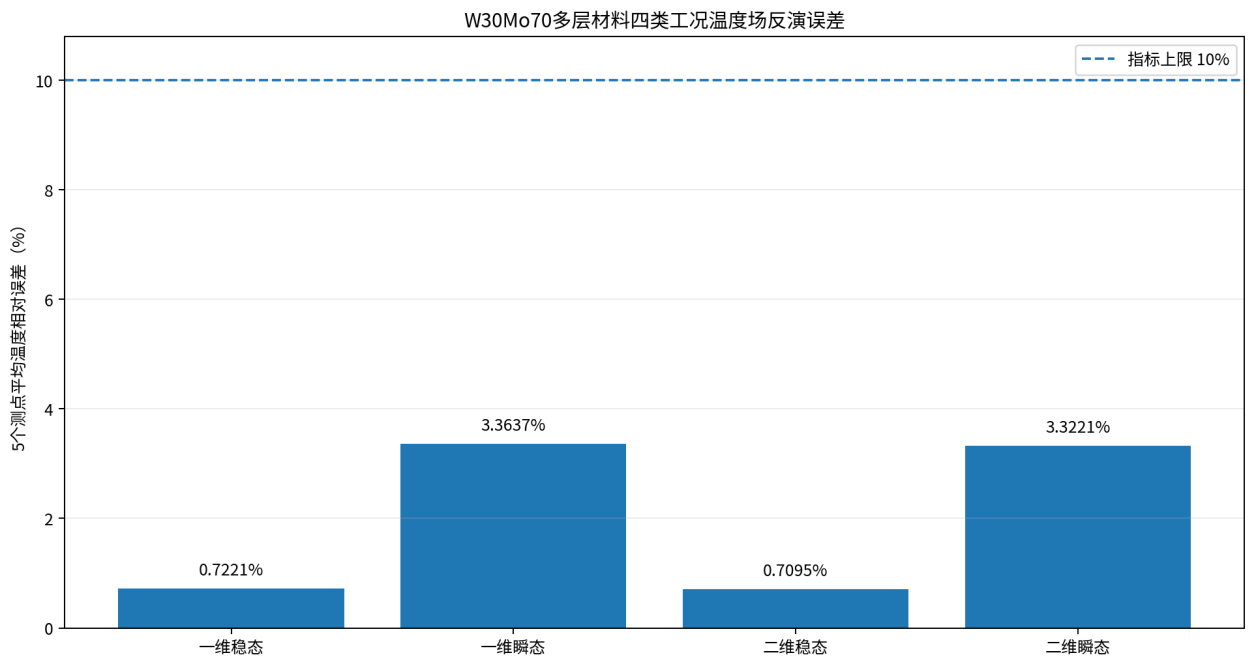 W30Mo70多层材料四类工况温度场反演误差
指标上限 10%
5个测点平均温度相对误差（%）
10
8
6
4
2
0
0.7221%
3.3637%
0.7095%
3.3221%
一维稳态
一维瞬态
二维稳态
二维瞬态